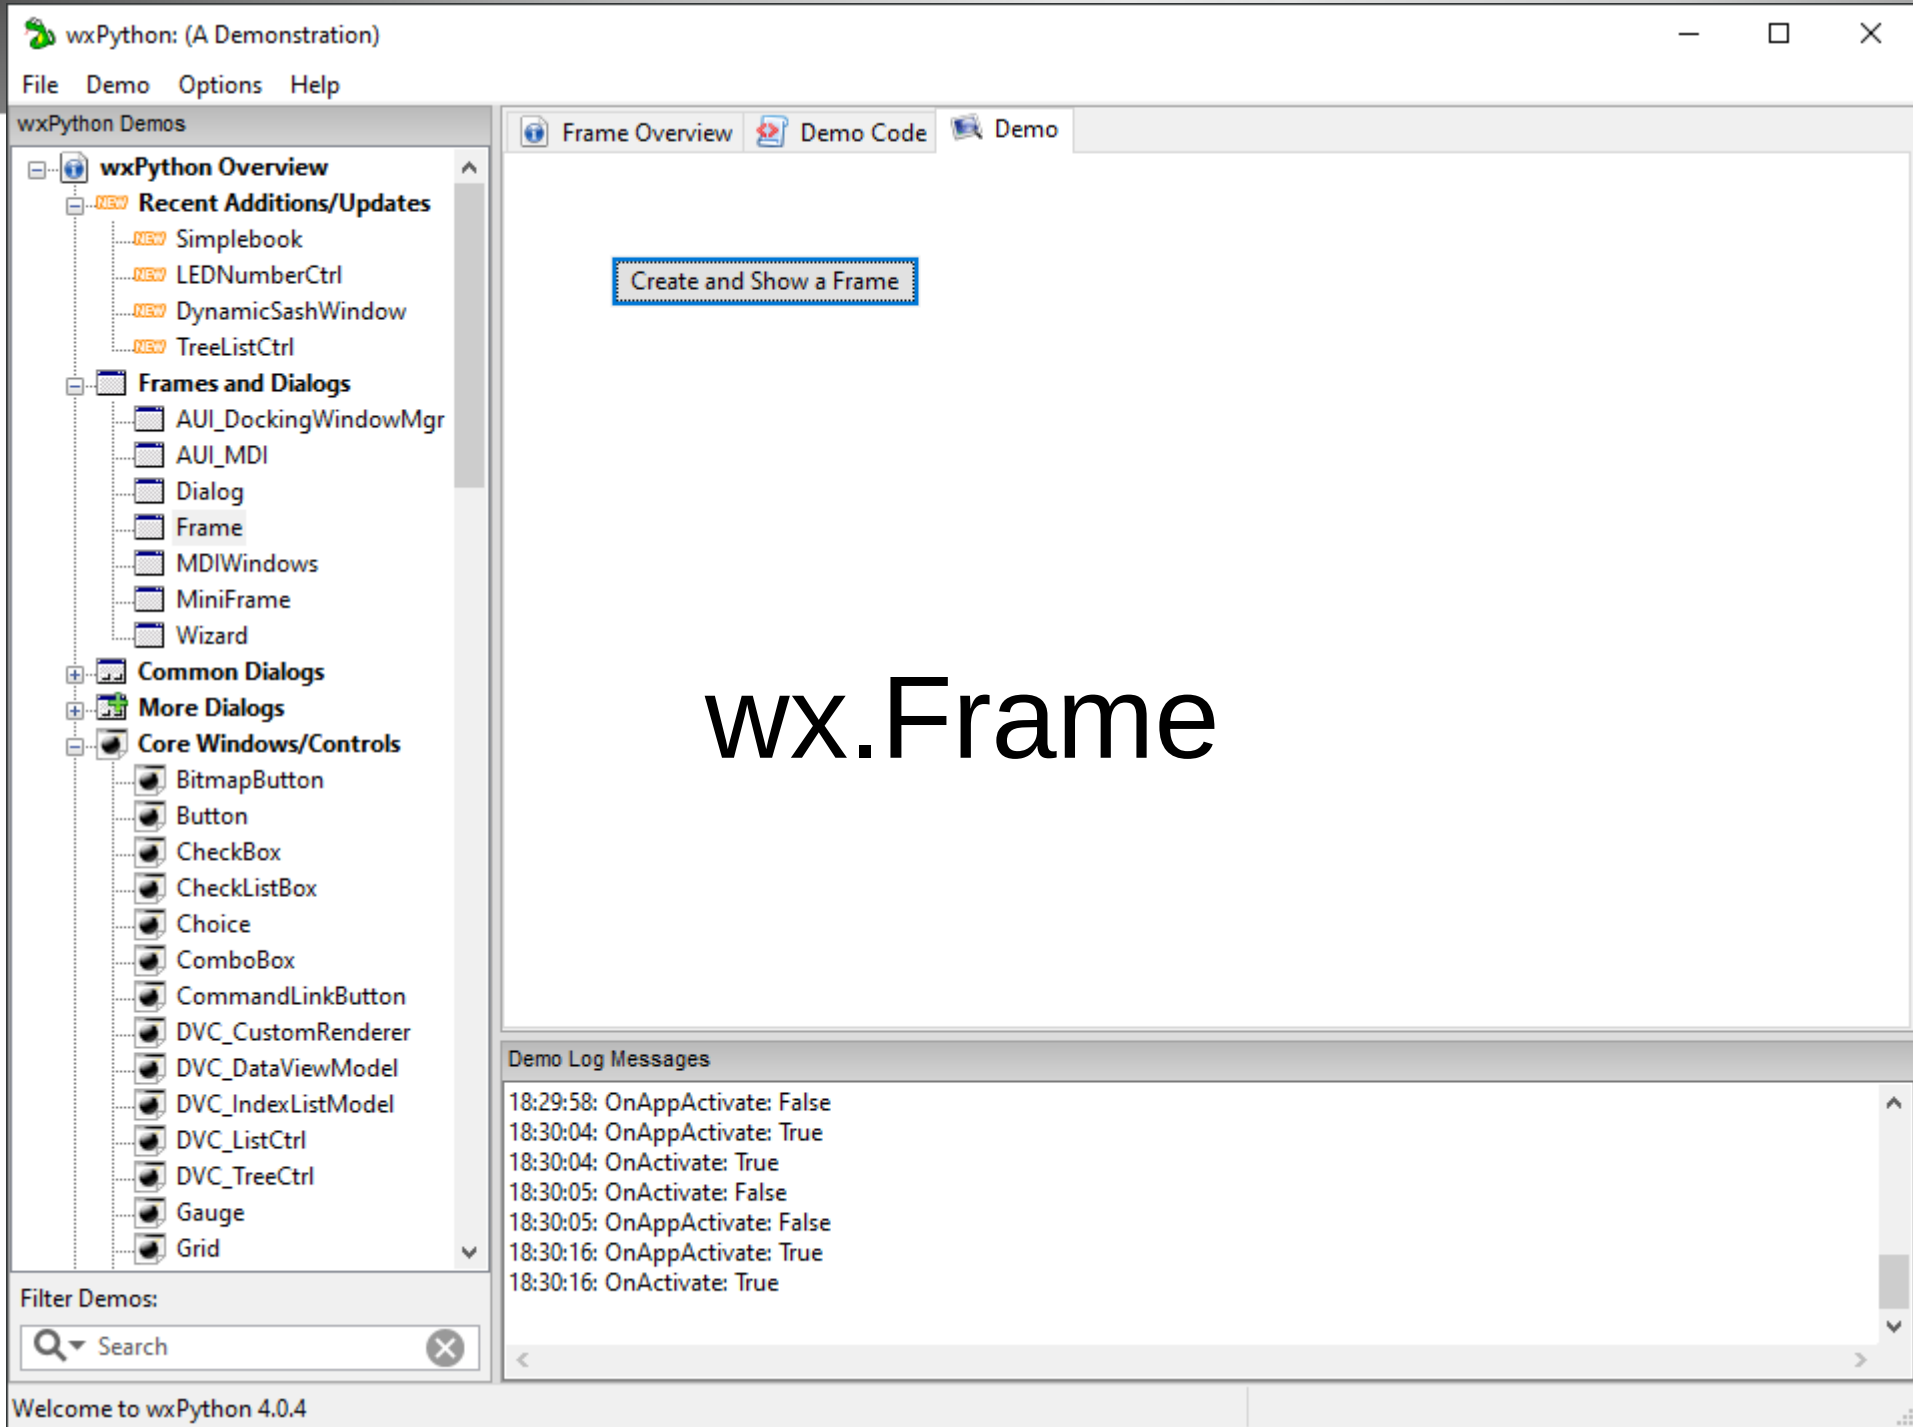 wxPython: (A Demonstration)
File Demo Options Help
wxPython Demos
wxPython Overview
NEW Recent Additions/Updates
NEW Simplebook
NEW LEDNumberCtrl
NEW DynamicSashWindow
NEW TreeListCtrl
Frames and Dialogs
AUI_DockingWindowMgr
AUI_MDI
Dialog
Frame
MDIWindows
MiniFrame
Wizard
Common Dialogs
More Dialogs
Core Windows/Controls
BitmapButton
Button
CheckBox
CheckListBox
Choice
ComboBox
CommandLinkButton
DVC_CustomRenderer
DVC_DataViewModel
DVC_IndexListModel
DVC_ListCtrl
DVC_TreeCtrl
Gauge
Grid
Filter Demos:
Search
Frame Overview Demo Code Demo
Create and Show a Frame
wx.Frame
Demo Log Messages
18:29:58: OnAppActivate: False
18:30:04: OnAppActivate: True
18:30:04: OnActivate: True
18:30:05: OnActivate: False
18:30:05: OnAppActivate: False
18:30:16: OnAppActivate: True
18:30:16: OnActivate: True
Welcome to wxPython 4.0.4